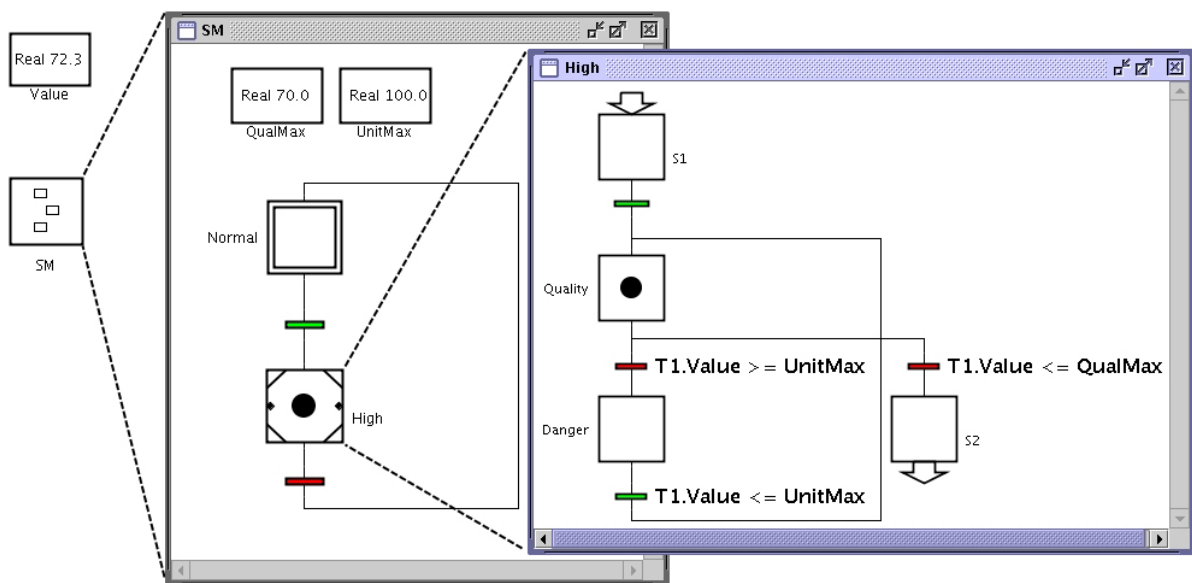 Real 72.3
Value
SM
SM
Real 70.0
QualMax
Real 100.0
UnitMax
Normal
High
High
S1
Quality
T1.Value >= UnitMax
T1.Value <= QualMax
Danger
S2
T1.Value <= UnitMax